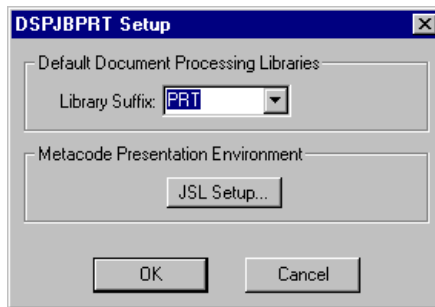 DSPJBPRT Setup
Default Document Processing Libraries
Library Suffix: PRT
Metacode Presentation Environment
JSL Setup...
OK Cancel